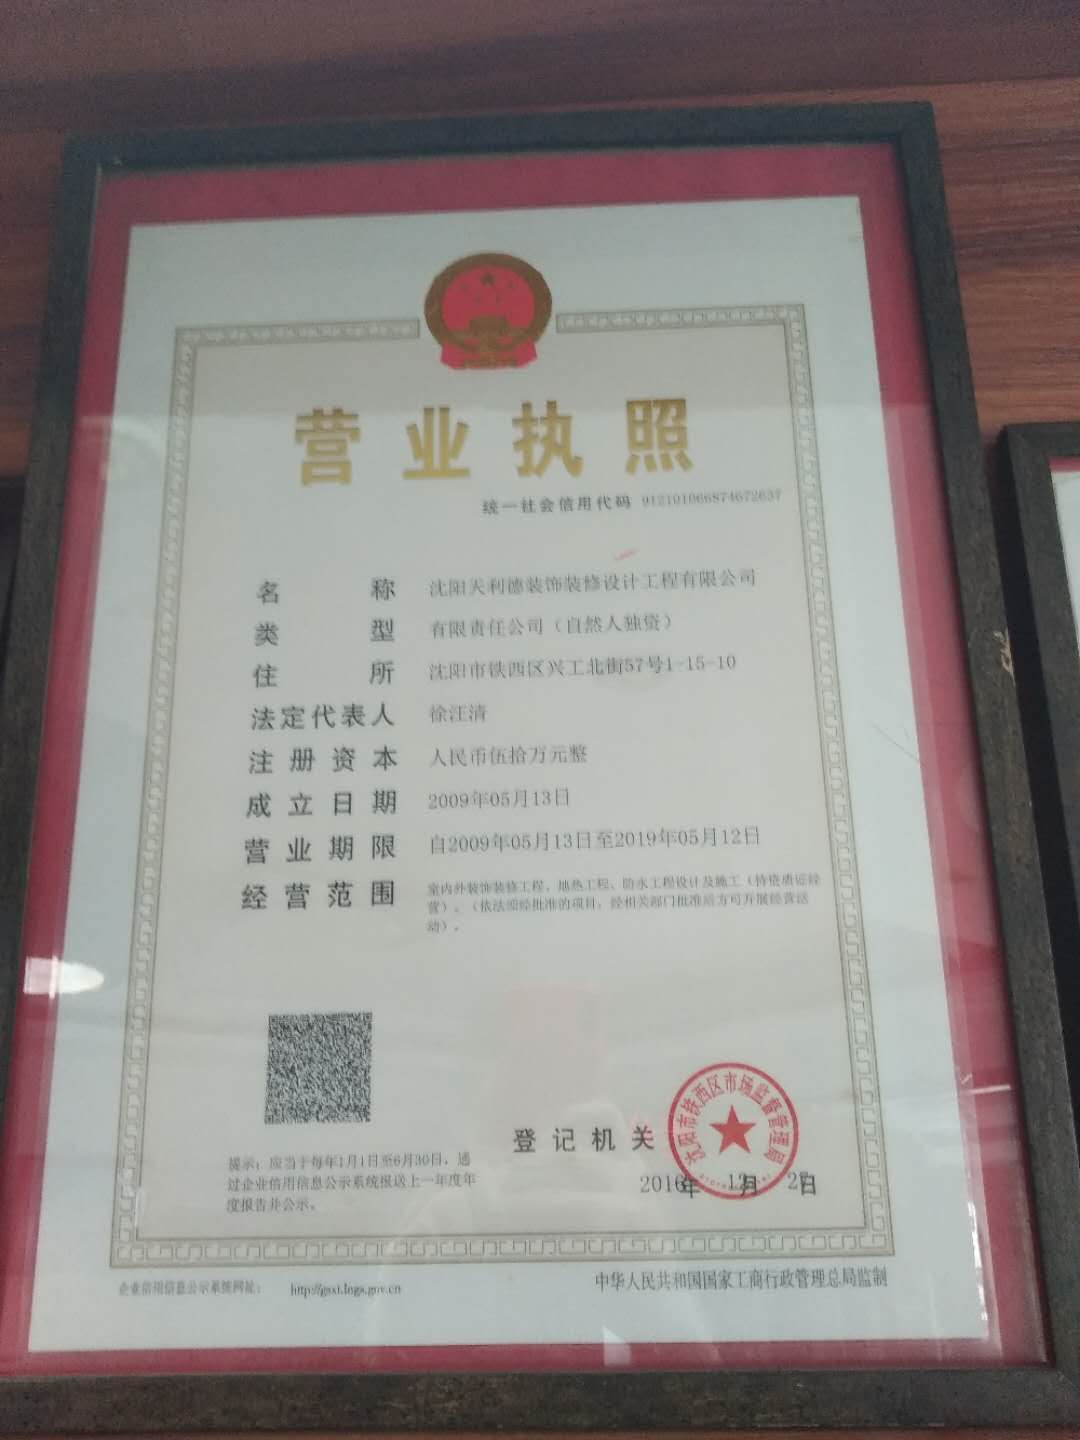 营业执照
统一社会信用代码 912101066874672637
名称 沈阳天利德装饰装修设计工程有限公司
类型 有限责任公司（自然人独资）
住所 沈阳市铁西区兴工北街57号1-15-10
法定代表人 徐汪清
注册资本 人民币伍拾万元整
成立日期 2009年05月13日
营业期限 自2009年05月13日至2019年05月12日
经营范围 室内外装饰装修工程、地热工程、防水工程设计及施工（持资质证经
营）。（依法须经批准的项目，经相关部门批准后方可开展经营活
动）。
登记机关
沈阳市铁西区市场监督管理局
2016年12月 日
提示：应当于每年1月1日至6月30日，通
过企业信用信息公示系统报送上一年度年
度报告并公示。
企业信用信息公示系统网址： http://gsxt.lngs.gov.cn
中华人民共和国国家工商行政管理总局监制